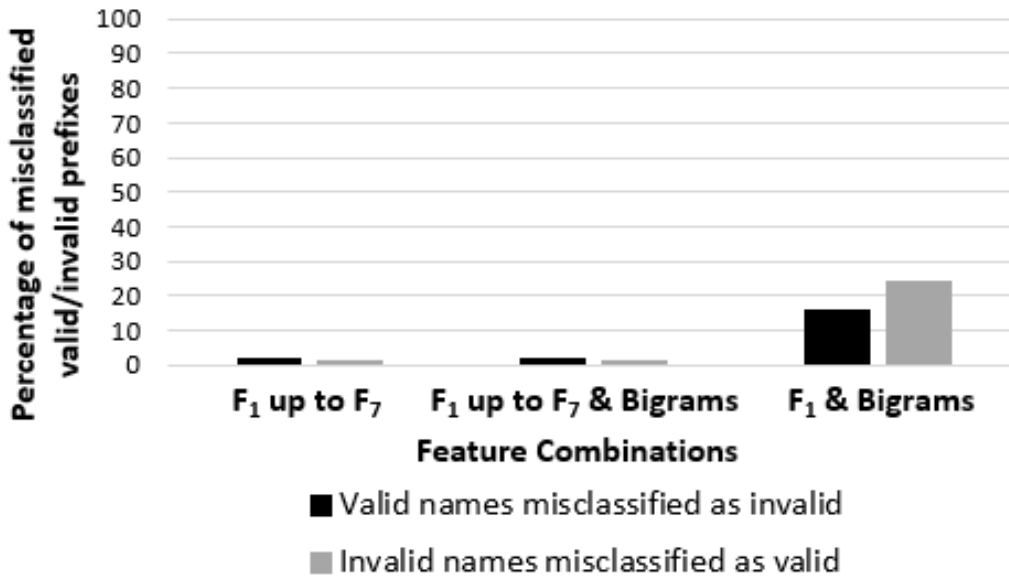 Percentage of misclassified
valid/invalid prefixes
100
90
80
70
60
50
40
30
20
10
0
F₁ up to F₇ F₁ up to F₇ & Bigrams F₁ & Bigrams
Feature Combinations
Valid names misclassified as invalid
Invalid names misclassified as valid